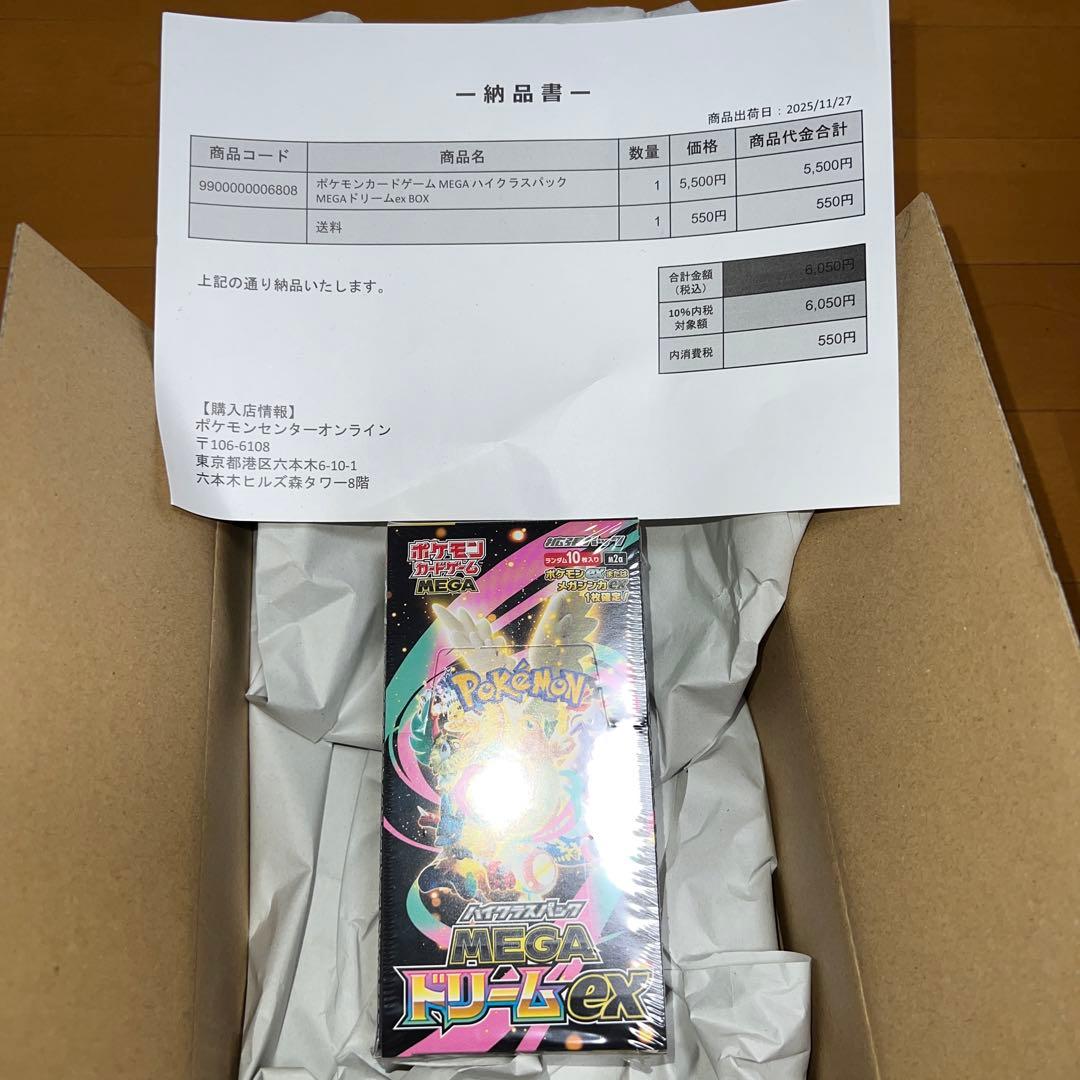 ー納品書ー
商品出荷日：2025/11/27
商品コード 商品名 数量 価格 商品代金合計
9900000006808 ポケモンカードゲーム MEGA ハイクラスパック 1 5,500円 5,500円
MEGAドリームex BOX
送料 1 550円 550円
上記の通り納品いたします。
合計金額 6,050円
（税込）
10%内税 6,050円
対象額
内消費税 550円
【購入店情報】
ポケモンセンターオンライン
〒106-6108
東京都港区六本木6-10-1
六本木ヒルズ森タワー8階
ポケモン
カードゲーム
MEGA
ランダム10枚入り
ポケモンexまたは
メガシンカex
1枚確定！
POKéMON
ハイクラスパック
MEGA
ドリームex